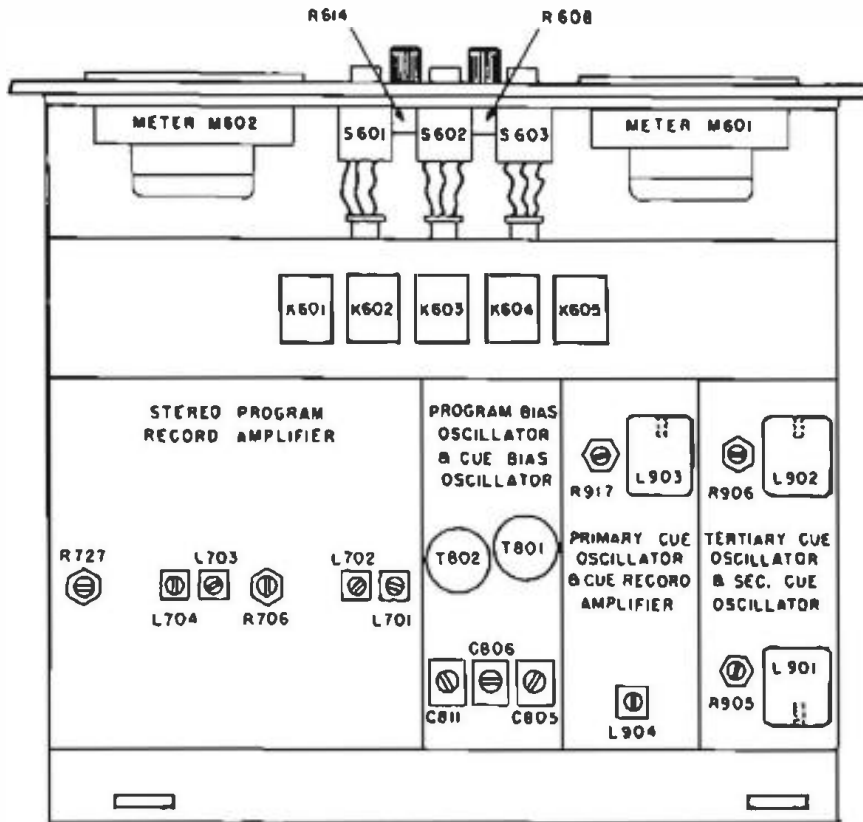 R614
R608
METER M602
S601
S602
S603
METER M601
K601
K602
K603
K604
K605
STEREO PROGRAM
RECORD AMPLIFIER
PROGRAM BIAS
OSCILLATOR
& CUE BIAS
OSCILLATOR
R917
L903
R906
L902
R727
L703
L704
R706
L702
L701
T802
T801
PRIMARY CUE
OSCILLATOR
& CUE RECORD
AMPLIFIER
TERTIARY CUE
OSCILLATOR
& SEC. CUE
OSCILLATOR
C806
C811
C805
L904
R905
L901